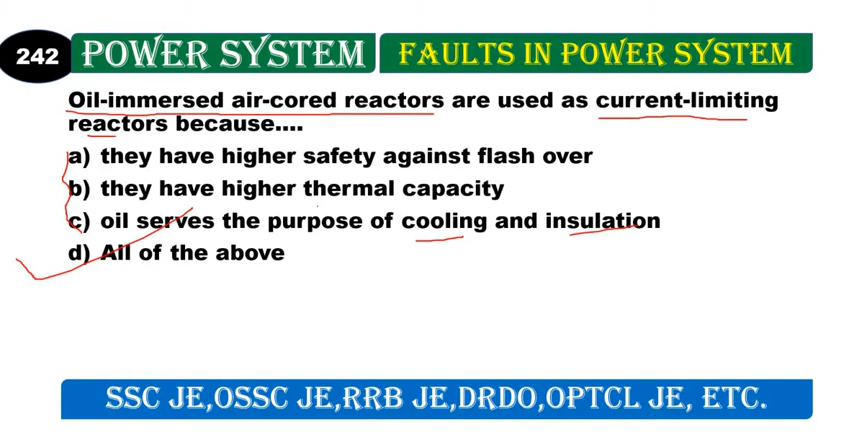 242
POWER SYSTEM
FAULTS IN POWER SYSTEM
Oil-immersed air-cored reactors are used as current-limiting
reactors because....
a) they have higher safety against flash over
b) they have higher thermal capacity
c) oil serves the purpose of cooling and insulation
d) All of the above
SSC JE,OSSC JE,RRB JE,DRDO,OPTCL JE, ETC.